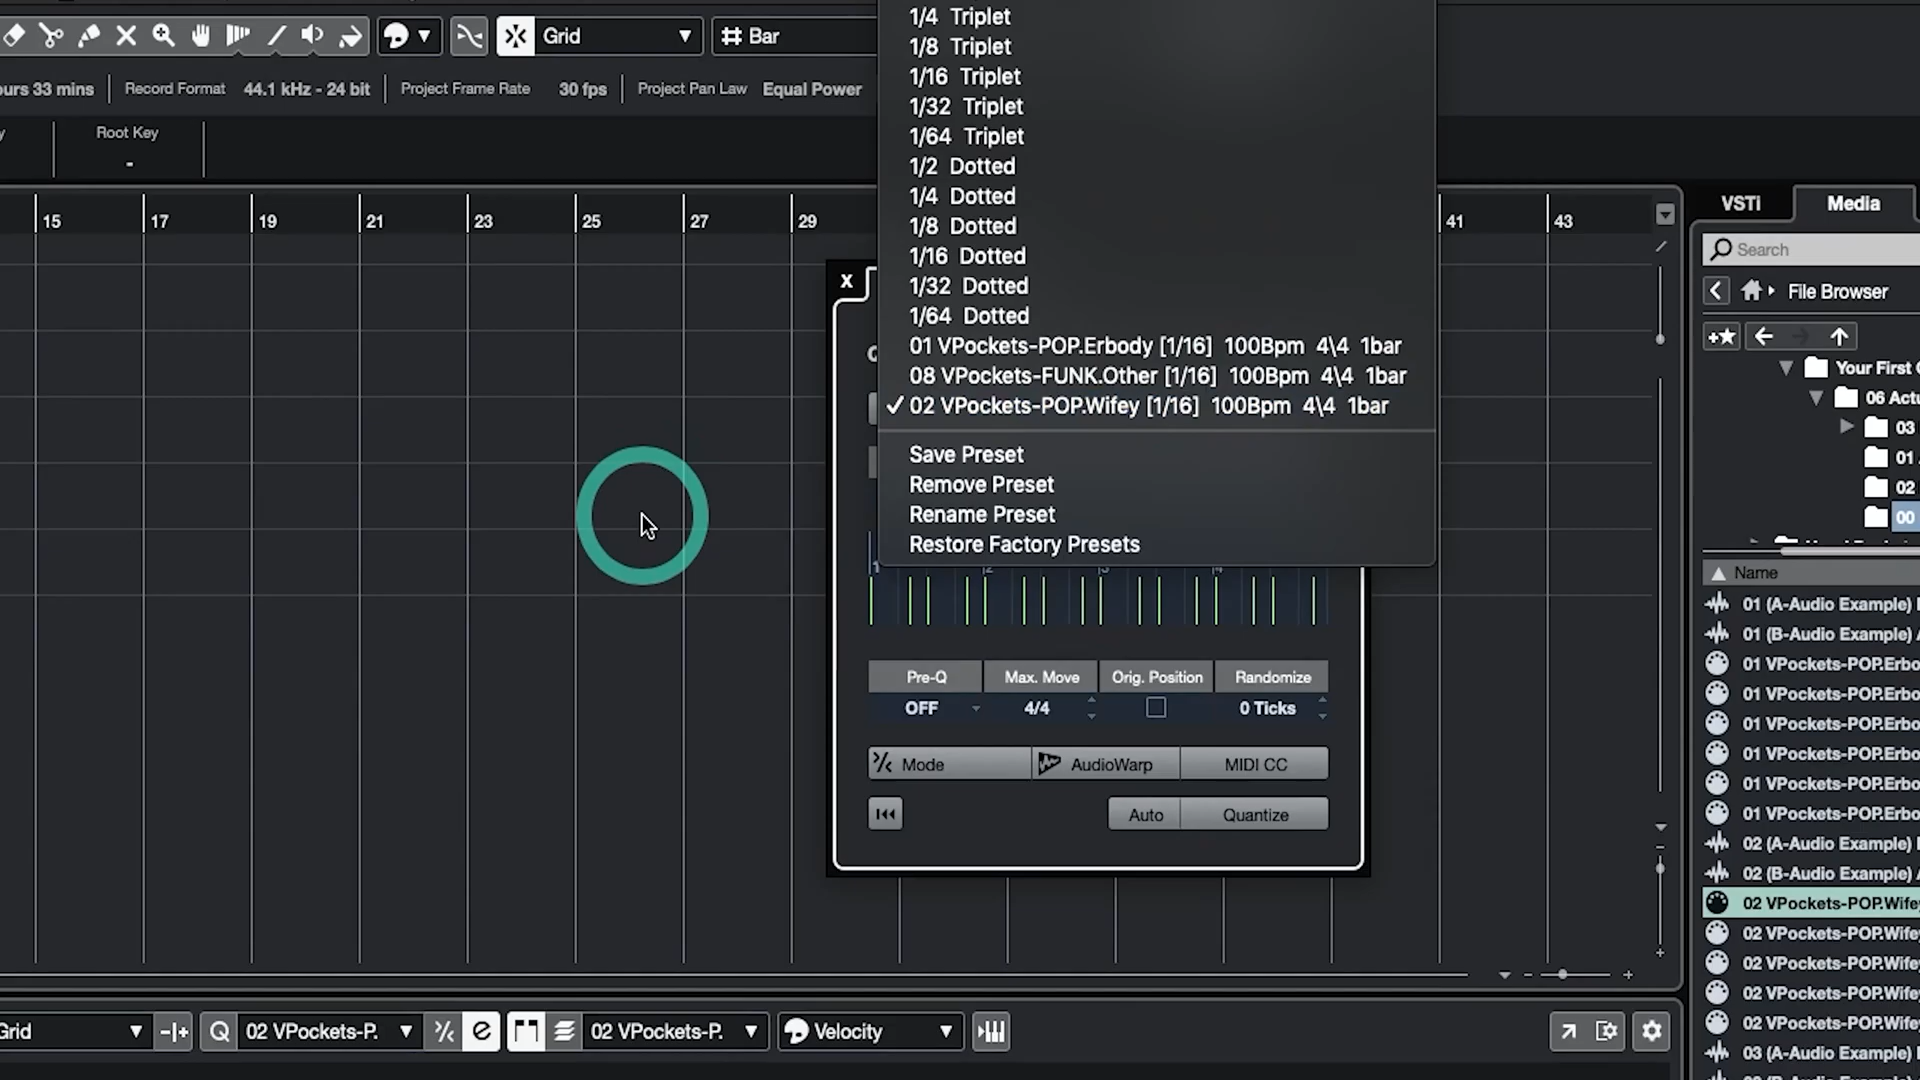 Grid
Bar
ours 33 mins
Record Format
44.1 kHz - 24 bit
Project Frame Rate
30 fps
Project Pan Law
Equal Power
y
Root Key
-
15
17
19
21
23
25
27
29
41
43
1/4 Triplet
1/8 Triplet
1/16 Triplet
1/32 Triplet
1/64 Triplet
1/2 Dotted
1/4 Dotted
1/8 Dotted
1/16 Dotted
1/32 Dotted
1/64 Dotted
01 VPockets-POP.Erbody [1/16] 100Bpm 4\4 1bar
08 VPockets-FUNK.Other [1/16] 100Bpm 4\4 1bar
✓ 02 VPockets-POP.Wifey [1/16] 100Bpm 4\4 1bar
Save Preset
Remove Preset
Rename Preset
Restore Factory Presets
X
1
2
3
4
Pre-Q
Max. Move
Orig. Position
Randomize
OFF
4/4
0 Ticks
Mode
AudioWarp
MIDI CC
Auto
Quantize
VSTi
Media
Search
File Browser
Your First
06 Actu
03
01
02
00
Name
01 (A-Audio Example)
01 (B-Audio Example)
01 VPockets-POP.Erbo
01 VPockets-POP.Erbo
01 VPockets-POP.Erbo
01 VPockets-POP.Erbo
01 VPockets-POP.Erbo
01 VPockets-POP.Erbo
02 (A-Audio Example)
02 (B-Audio Example)
02 VPockets-POP.Wifey
02 VPockets-POP.Wifey
02 VPockets-POP.Wifey
02 VPockets-POP.Wifey
02 VPockets-POP.Wifey
03 (A-Audio Example)
Grid
Q
02 VPockets-P.
e
02 VPockets-P.
Velocity